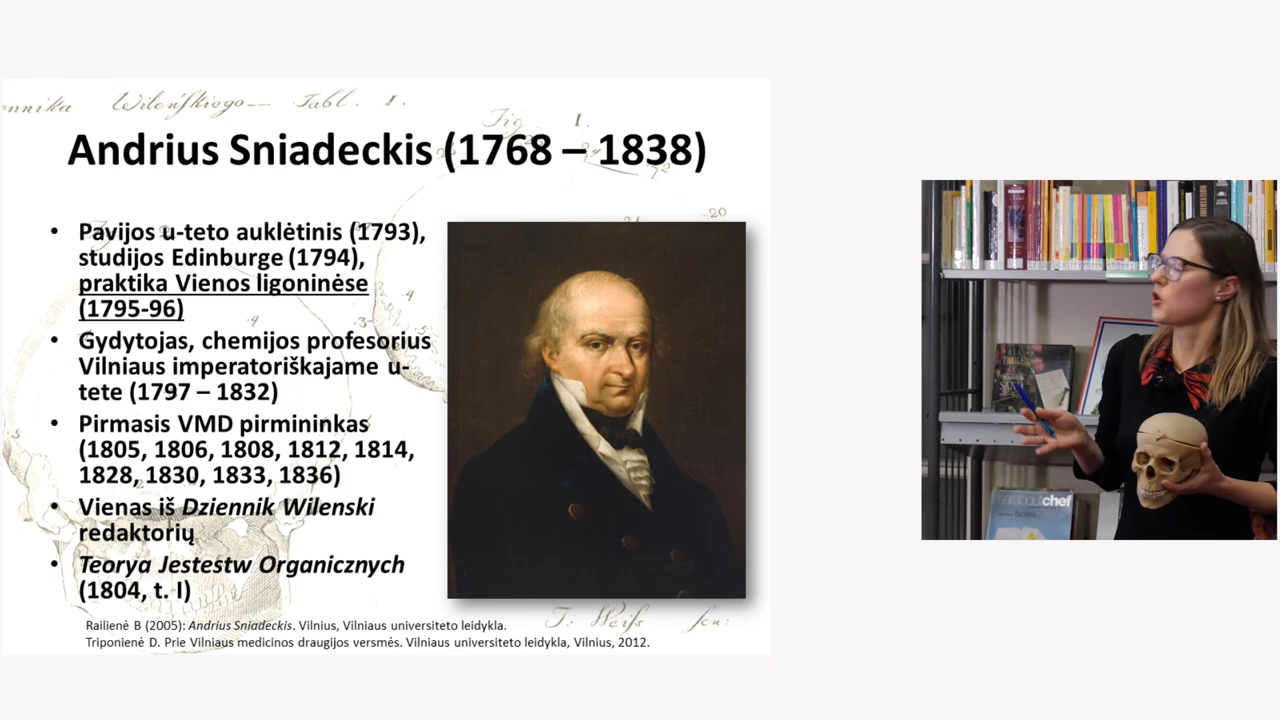 Wileńskiego — Tabl. I.
Fig. I.
Andrius Sniadeckis (1768 – 1838)
-20
• Pavijos u-teto auklėtinis (1793),
studijos Edinburge (1794),
praktika Vienos ligoninėse
(1795-96)
• Gydytojas, chemijos profesorius
Vilniaus imperatoriškajame u-
tete (1797 – 1832)
• Pirmasis VMD pirmininkas
(1805, 1806, 1808, 1812, 1814,
1828, 1830, 1833, 1836)
• Vienas iš Dziennik Wilenski
redaktorių
• Teorya Jestestw Organicznych
(1804, t. I)
Railienė B (2005): Andrius Sniadeckis. Vilnius, Vilniaus universiteto leidykla.
Triponienė D. Prie Vilniaus medicinos draugijos versmės. Vilniaus universiteto leidykla, Vilnius, 2012.
chef